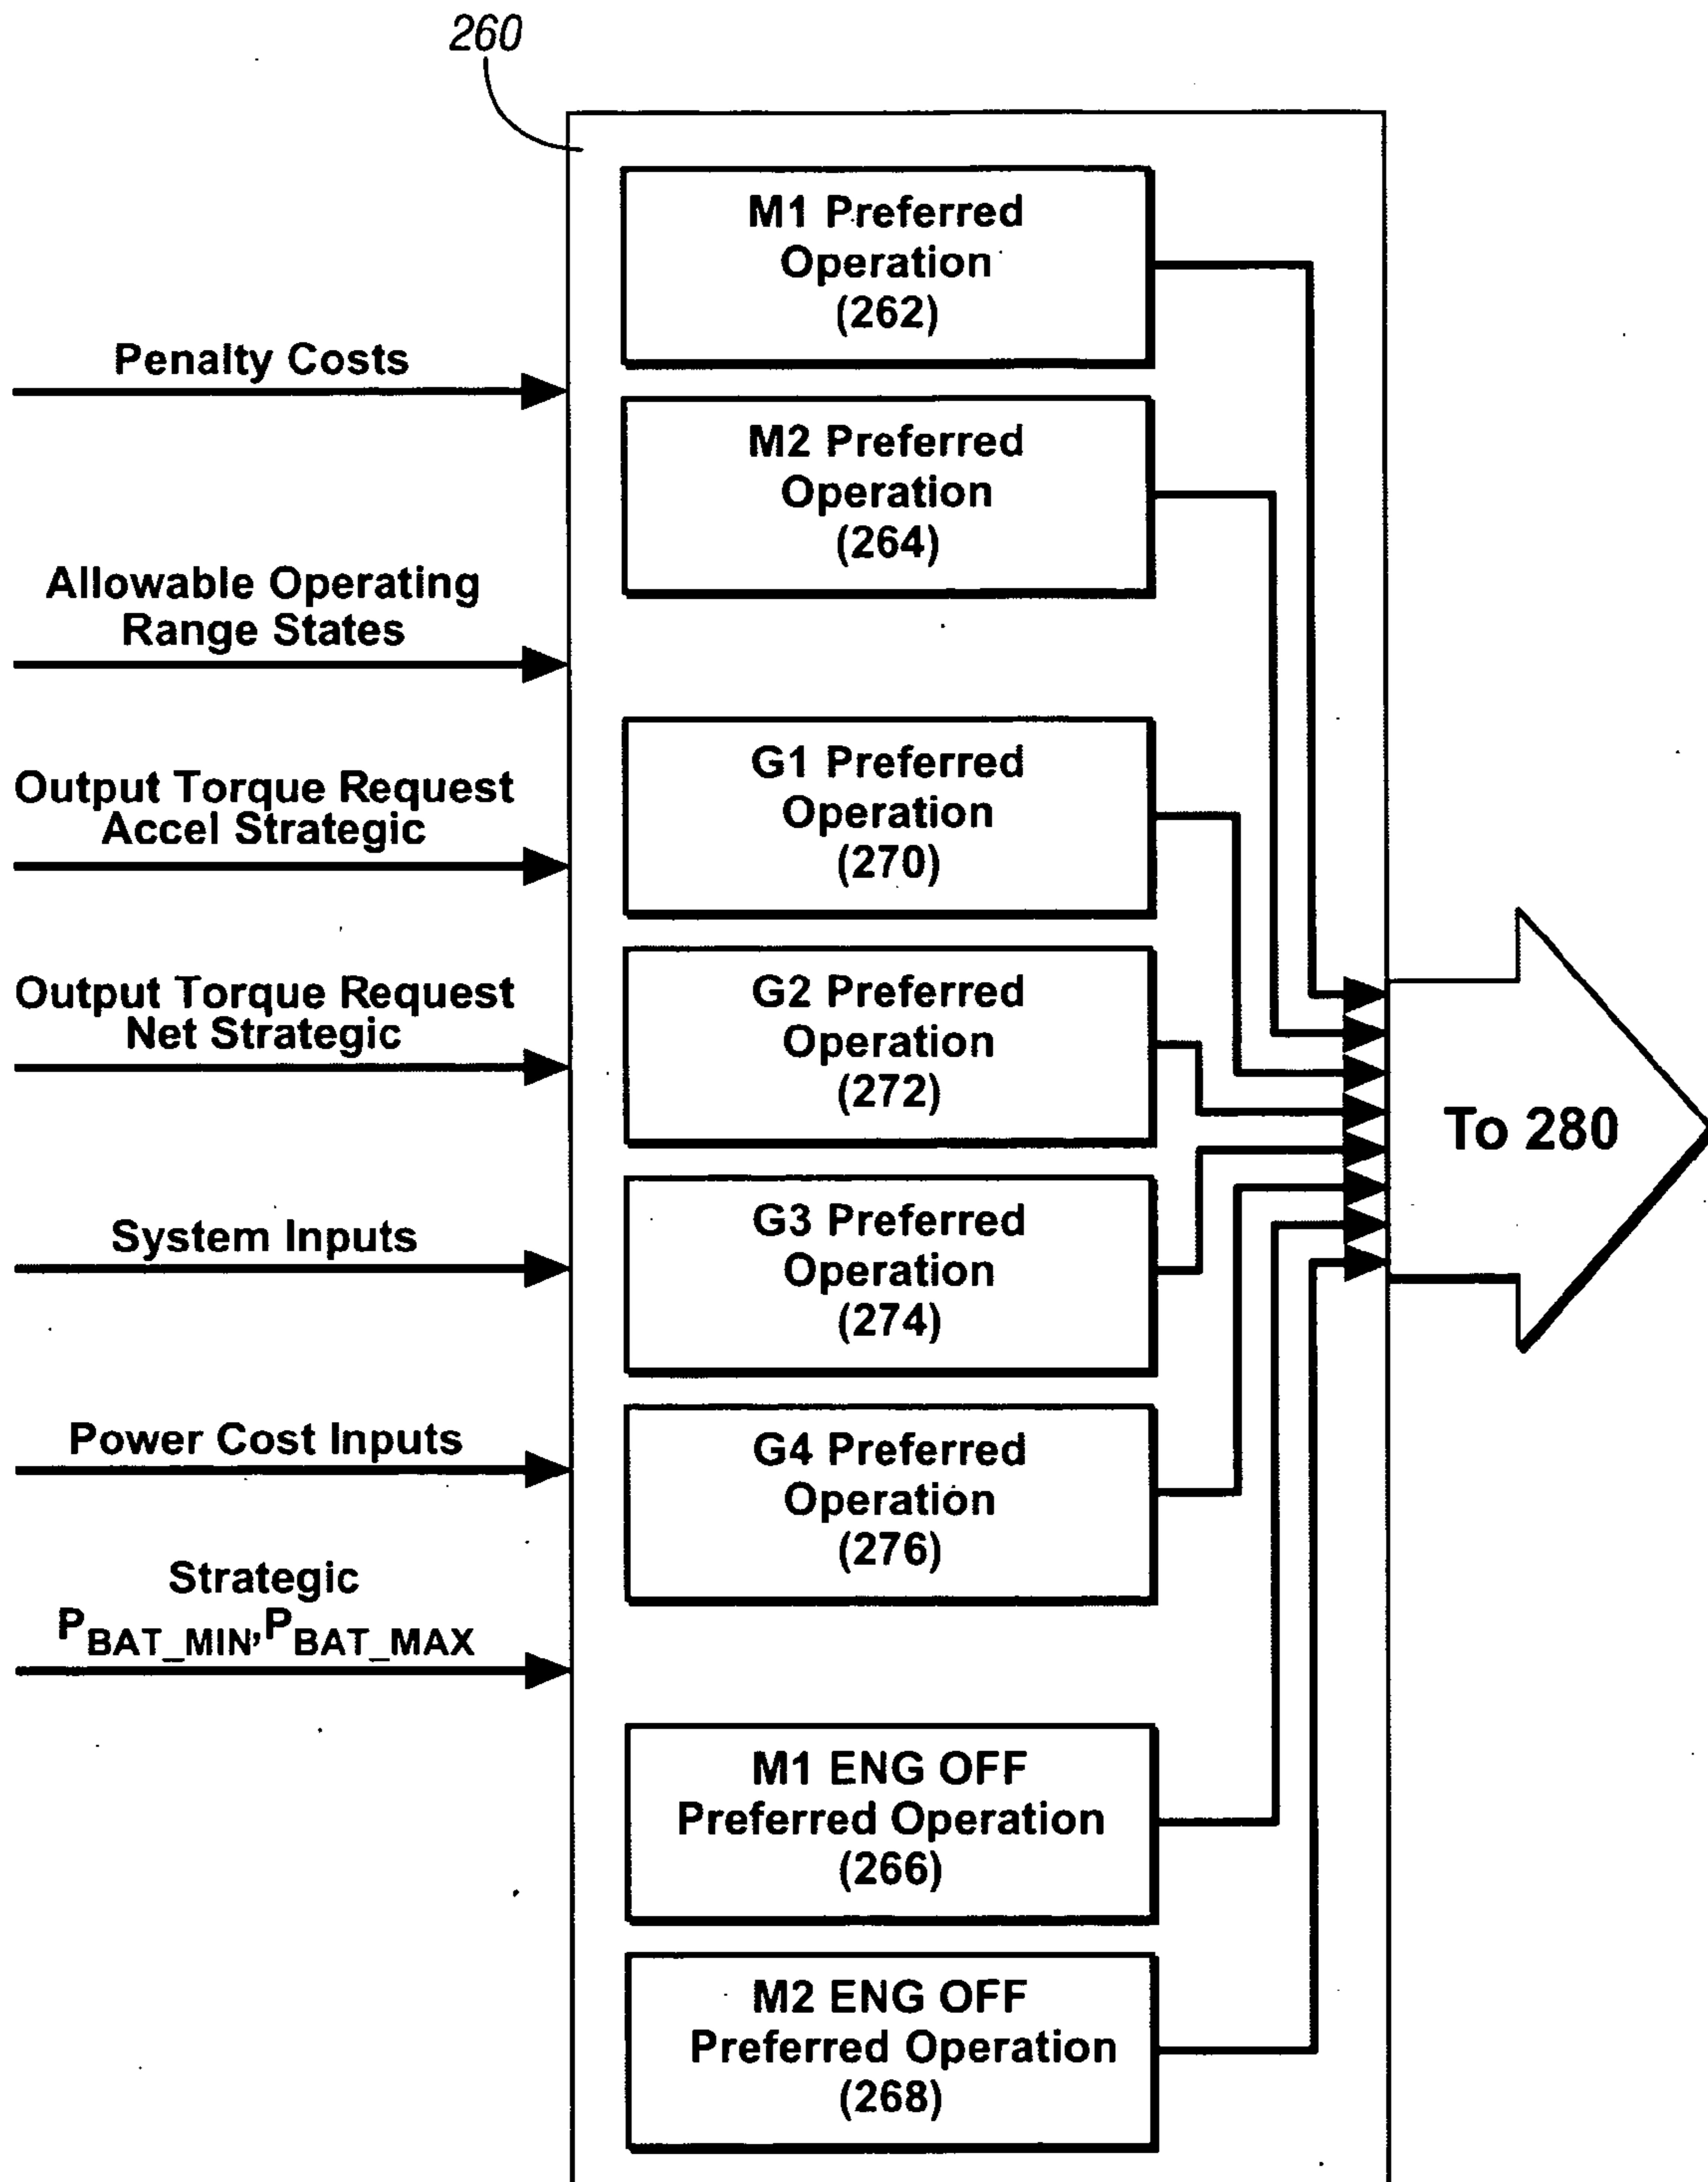 260
M1 Preferred
Operation
(262)
Penalty Costs
M2 Preferred
Operation
(264)
Allowable Operating
Range States
G1 Preferred
Operation
(270)
Output Torque Request
Accel Strategic
G2 Preferred
Operation
(272)
Output Torque Request
Net Strategic
To 280
G3 Preferred
Operation
(274)
System Inputs
G4 Preferred
Operation
(276)
Power Cost Inputs
Strategic
PBAT_MIN,PBAT_MAX
M1 ENG OFF
Preferred Operation
(266)
M2 ENG OFF
Preferred Operation
(268)